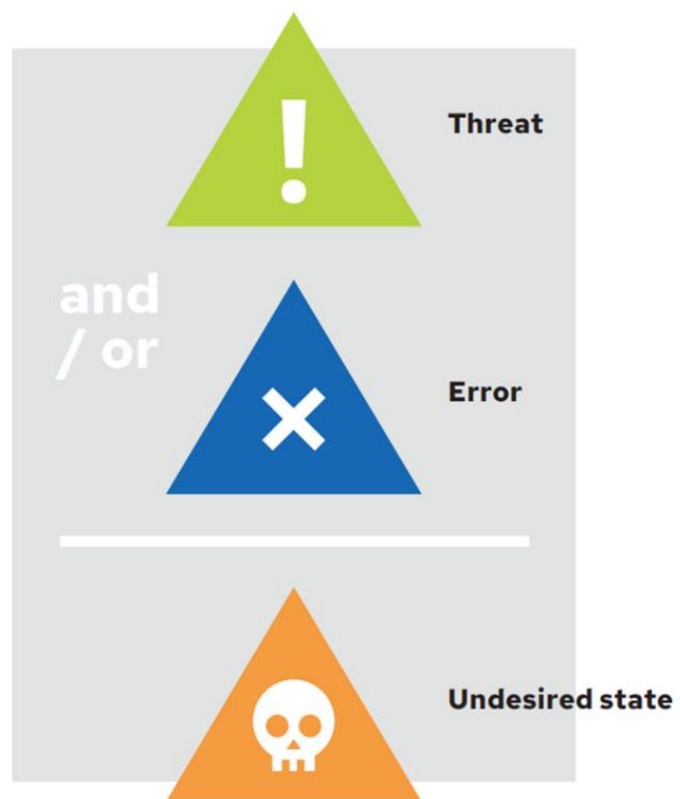 !
Threat
and
/ or
Error
Undesired state